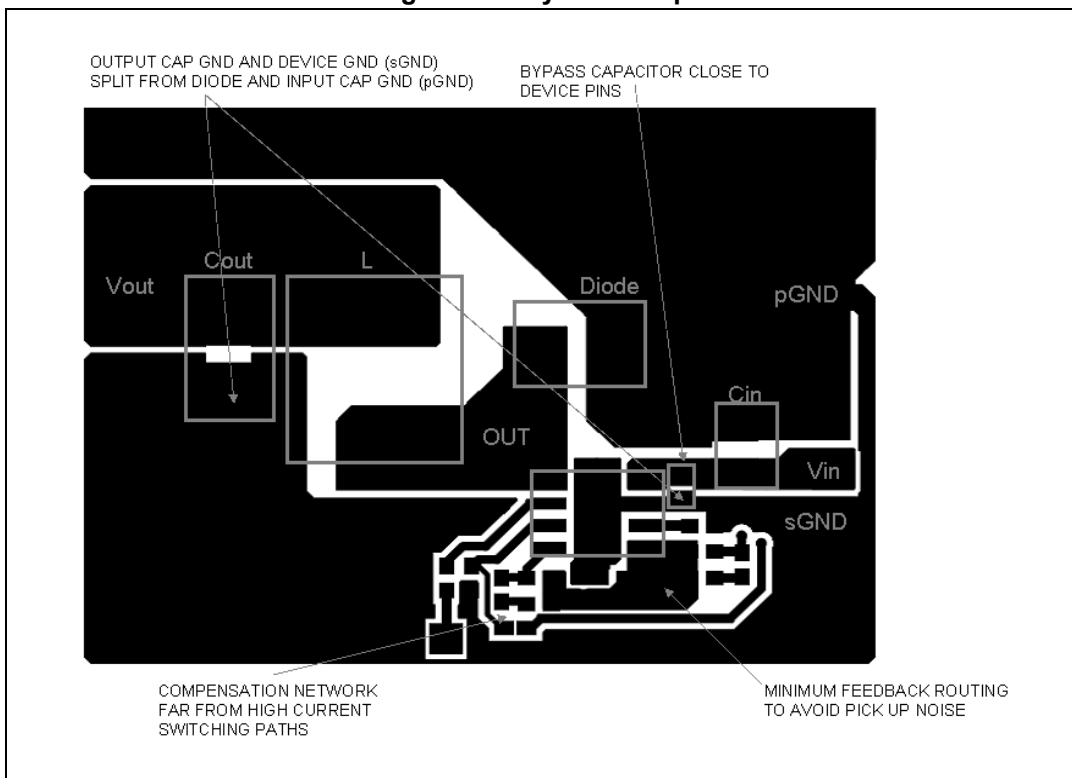 OUTPUT CAP GND AND DEVICE GND (sGND)
SPLIT FROM DIODE AND INPUT CAP GND (pGND)
BYPASS CAPACITOR CLOSE TO
DEVICE PINS
Cout
L
Vout
Diode
pGND
Cin
OUT
Vin
sGND
COMPENSATION NETWORK
FAR FROM HIGH CURRENT
SWITCHING PATHS
MINIMUM FEEDBACK ROUTING
TO AVOID PICK UP NOISE